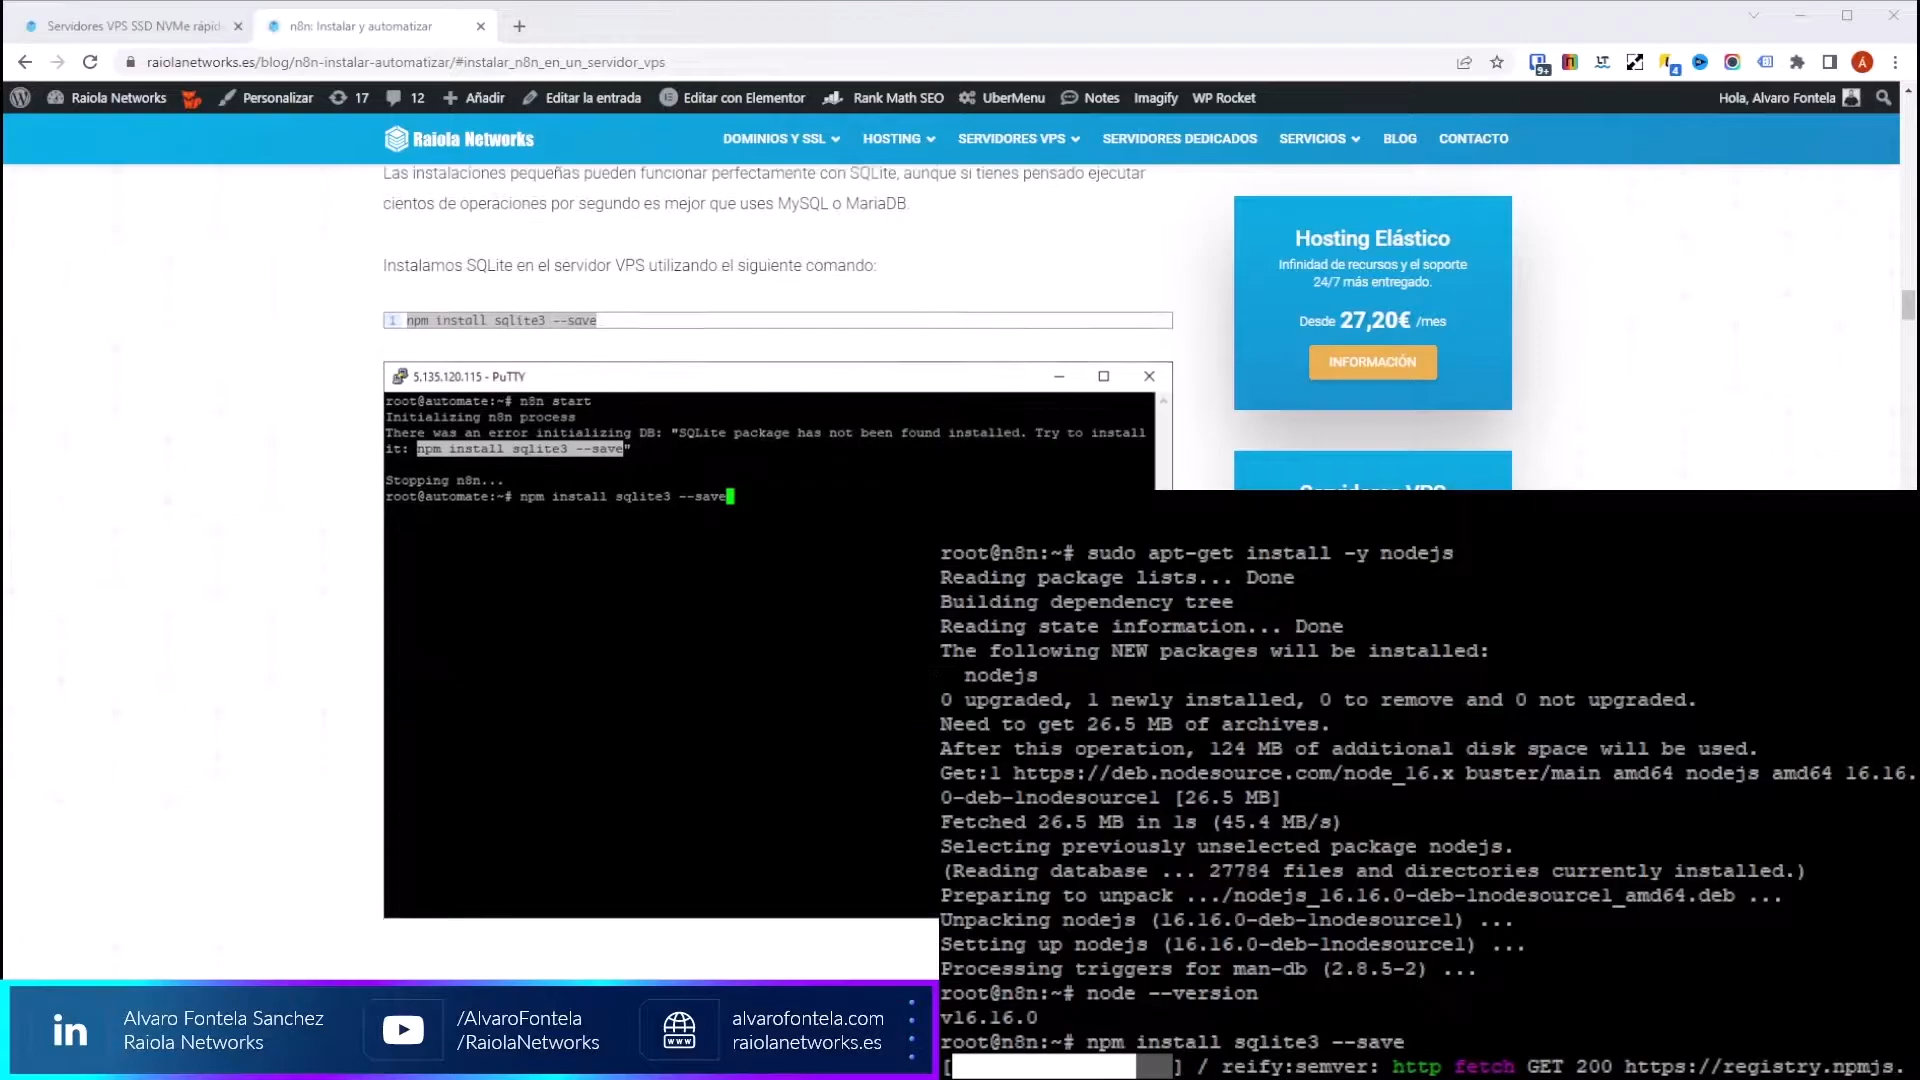 Servidores VPS SSD NVMe rápid
n8n: Instalar y automatizar
raiolanetworks.es/blog/n8n-instalar-automatizar/#instalar_n8n_en_un_servidor_vps
9+
LT
4
Á
Raiola Networks
Personalizar
17
12
Añadir
Editar la entrada
Editar con Elementor
Rank Math SEO
UberMenu
Notes
Imagify
WP Rocket
Hola, Alvaro Fontela
Raiola Networks
DOMINIOS Y SSL
HOSTING
SERVIDORES VPS
SERVIDORES DEDICADOS
SERVICIOS
BLOG
CONTACTO
Las instalaciones pequeñas pueden funcionar perfectamente con SQLite, aunque si tienes pensado ejecutar
cientos de operaciones por segundo es mejor que uses MySQL o MariaDB.
Instalamos SQLite en el servidor VPS utilizando el siguiente comando:
1 npm install sqlite3 --save
Hosting Elástico
Infinidad de recursos y el soporte
24/7 más entregado.
Desde 27,20€ /mes
INFORMACIÓN
5.135.120.115 - PuTTY
root@automate:~# n8n start
Initializing n8n process
There was an error initializing DB: "SQLite package has not been found installed. Try to install
it: npm install sqlite3 --save"
Stopping n8n...
root@automate:~# npm install sqlite3 --save
Servidores VPS
root@n8n:~# sudo apt-get install -y nodejs
Reading package lists... Done
Building dependency tree
Reading state information... Done
The following NEW packages will be installed:
nodejs
0 upgraded, 1 newly installed, 0 to remove and 0 not upgraded.
Need to get 26.5 MB of archives.
After this operation, 124 MB of additional disk space will be used.
Get:1 https://deb.nodesource.com/node_16.x buster/main amd64 nodejs amd64 16.16.
0-deb-1nodesource1 [26.5 MB]
Fetched 26.5 MB in 1s (45.4 MB/s)
Selecting previously unselected package nodejs.
(Reading database ... 27784 files and directories currently installed.)
Preparing to unpack .../nodejs_16.16.0-deb-1nodesource1_amd64.deb ...
Unpacking nodejs (16.16.0-deb-1nodesource1) ...
Setting up nodejs (16.16.0-deb-1nodesource1) ...
Processing triggers for man-db (2.8.5-2) ...
root@n8n:~# node --version
v16.16.0
root@n8n:~# npm install sqlite3 --save
[ ] / reify:semver: http fetch GET 200 https://registry.npmjs.
in
Alvaro Fontela Sanchez
Raiola Networks
/AlvaroFontela
/RaiolaNetworks
WWW
alvarofontela.com
raiolanetworks.es